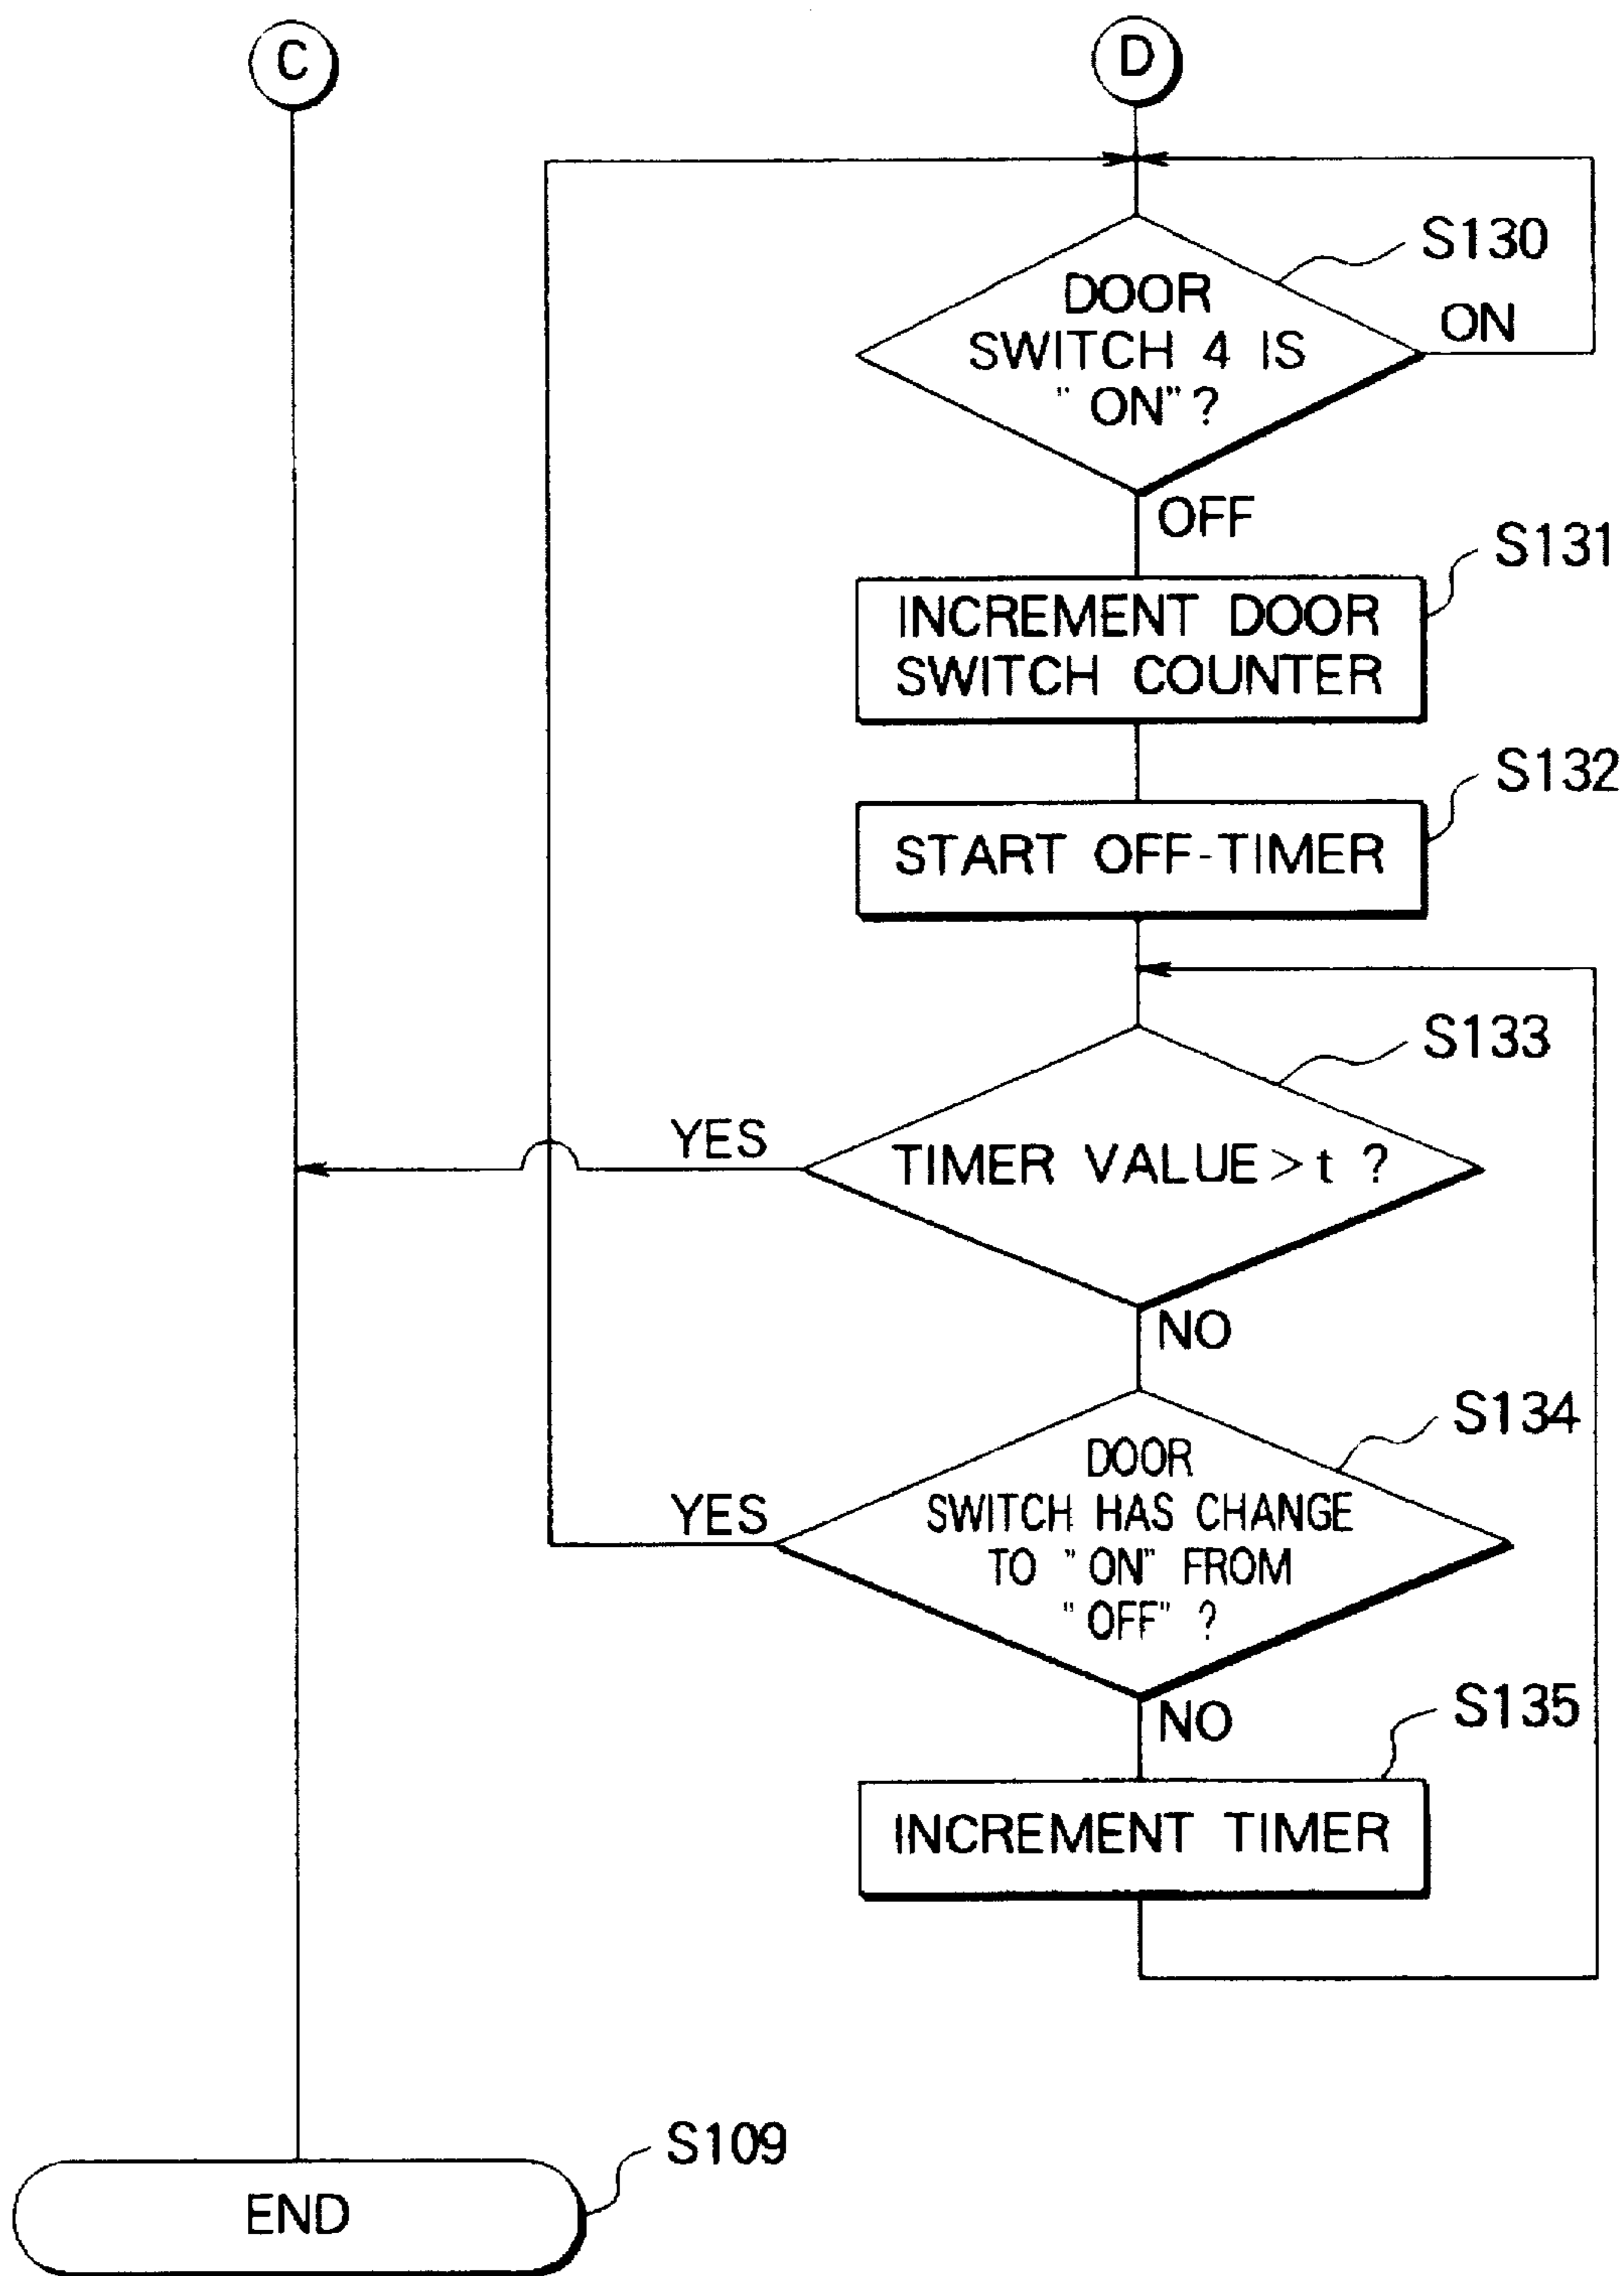 C
D
S130
DOOR
SWITCH 4 IS
"ON"?
ON
OFF
S131
INCREMENT DOOR
SWITCH COUNTER
S132
START OFF-TIMER
S133
YES
TIMER VALUE>t ?
NO
S134
DOOR
YES
SWITCH HAS CHANGE
TO "ON" FROM
"OFF" ?
NO
S135
INCREMENT TIMER
S109
END